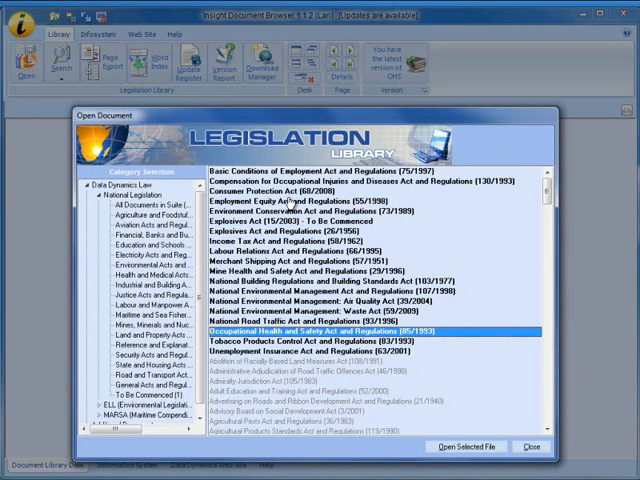 Insight Document Browser 1.1.2 (Lan) [Updates are available]
Library Infosystem Web Site Help
Open
Search
Page Export
Word Index
Update Register
Version Report
Download Manager
Details
You have the latest version of OHS
Legislation Library Desk Page Version
Open Document
LEGISLATION
LIBRARY
Category Selection
Data Dynamics Law
National Legislation
All Documents in Suite (...
Agriculture and Foodstuf...
Aviation Acts and Regul...
Financial, Banks and Bu...
Education and Schools ...
Electricity Acts and Reg...
Environmental Acts and ...
Health and Medical Acts...
Industrial and Building A...
Justice Acts and Regula...
Labour and Manpower A...
Maritime and Sea Fisher...
Mines, Minerals and Nuc...
Land and Property Acts ...
Reference and Explanat...
Security Acts and Regul...
State and Housing Acts ...
Road and Transport Act...
General Acts and Regul...
To Be Commenced (1)
ELL (Environmental Legislati...
MARSA (Maritime Compendi...
Basic Conditions of Employment Act and Regulations (75/1997)
Compensation for Occupational Injuries and Diseases Act and Regulations (130/1993)
Consumer Protection Act (68/2008)
Employment Equity Act and Regulations (55/1998)
Environment Conservation Act and Regulations (73/1989)
Explosives Act (15/2003) - To Be Commenced
Explosives Act and Regulations (26/1956)
Income Tax Act and Regulations (58/1962)
Labour Relations Act and Regulations (66/1995)
Merchant Shipping Act and Regulations (57/1951)
Mine Health and Safety Act and Regulations (29/1996)
National Building Regulations and Building Standards Act (103/1977)
National Environmental Management Act and Regulations (107/1998)
National Environmental Management: Air Quality Act (39/2004)
National Environmental Management: Waste Act (59/2009)
National Road Traffic Act and Regulations (93/1996)
Occupational Health and Safety Act and Regulations (85/1993)
Tobacco Products Control Act and Regulations (83/1993)
Unemployment Insurance Act and Regulations (63/2001)
Abolition of Racially Based Land Measures Act (108/1991)
Administrative Adjudication of Road Traffic Offences Act (46/1998)
Admiralty Jurisdiction Act (105/1983)
Adult Education and Training Act and Regulations (52/2000)
Advertising on Roads and Ribbon Development Act (21/1940)
Advisory Board on Social Development Act (3/2001)
Agricultural Pests Act and Regulations (36/1983)
Agricultural Products Standards Act and Regulations (119/1990)
Open Selected File Close
Document Library Desk Information System Data Dynamics Web Site Help